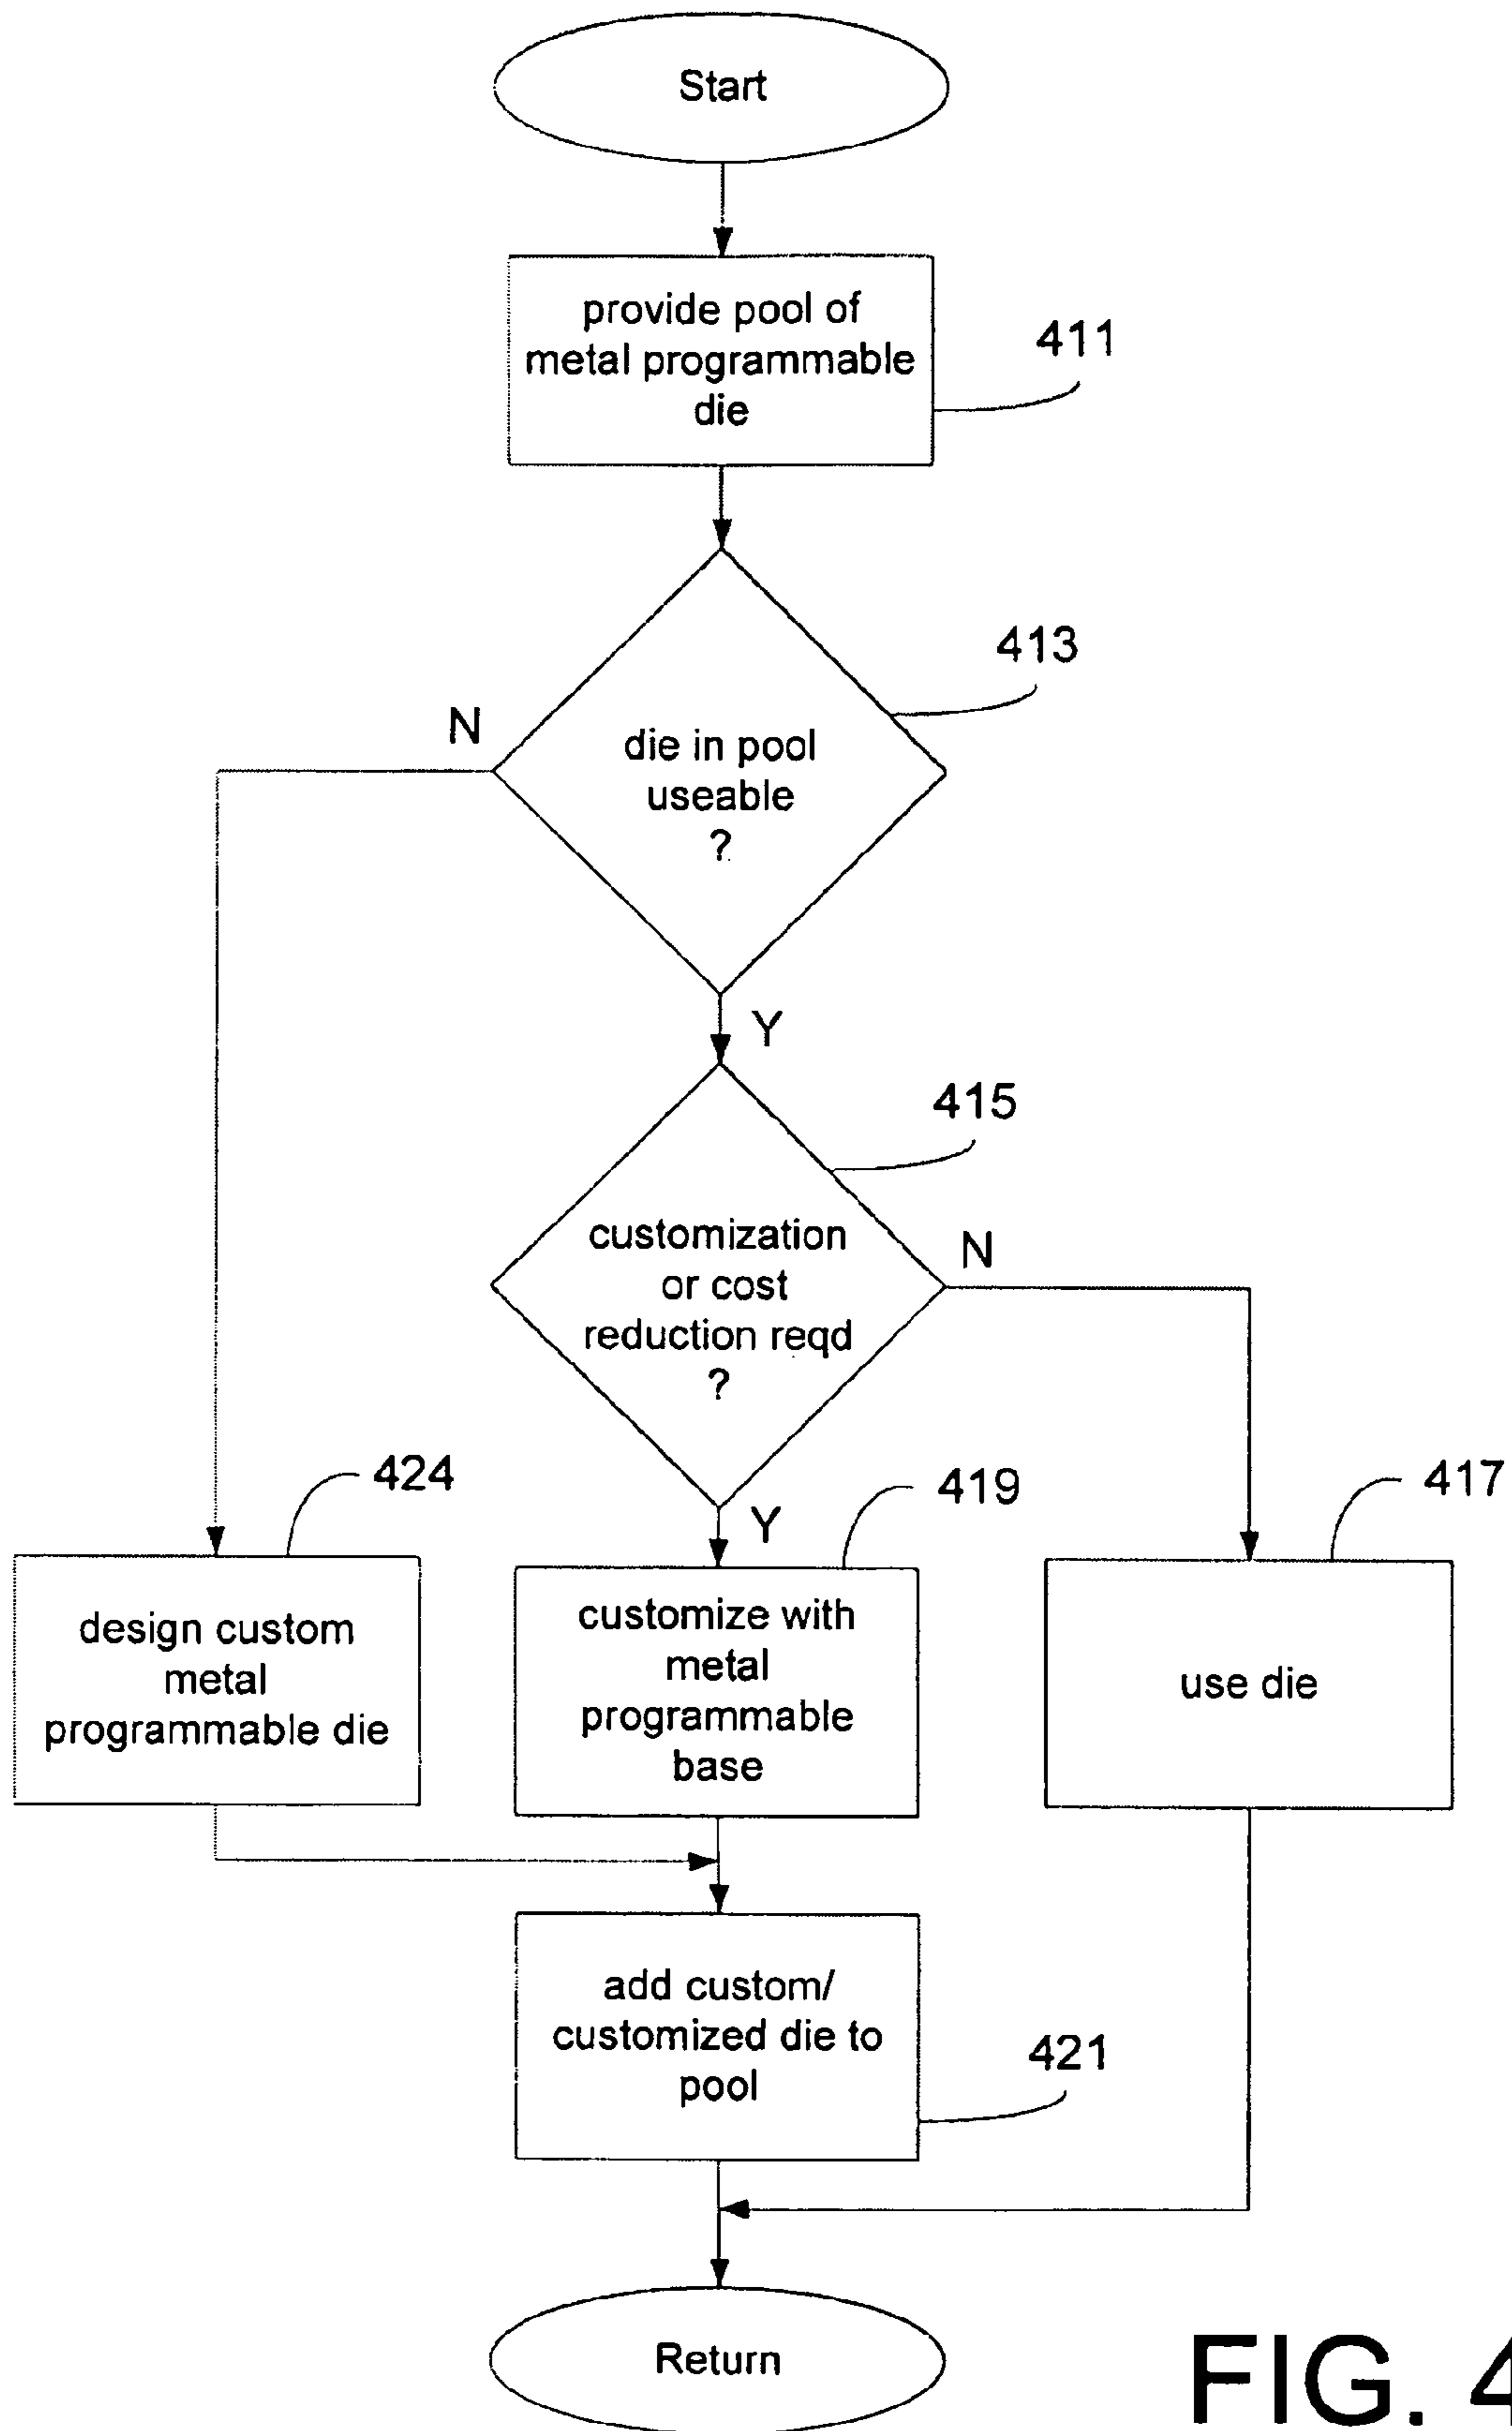 Start
provide pool of
metal programmable
die
411
413
N
die in pool
useable
?
Y
415
customization
or cost
reduction reqd
?
N
424
Y
419
417
design custom
metal
programmable die
customize with
metal
programmable
base
use die
add custom/
customized die to
pool
421
Return
FIG. 4